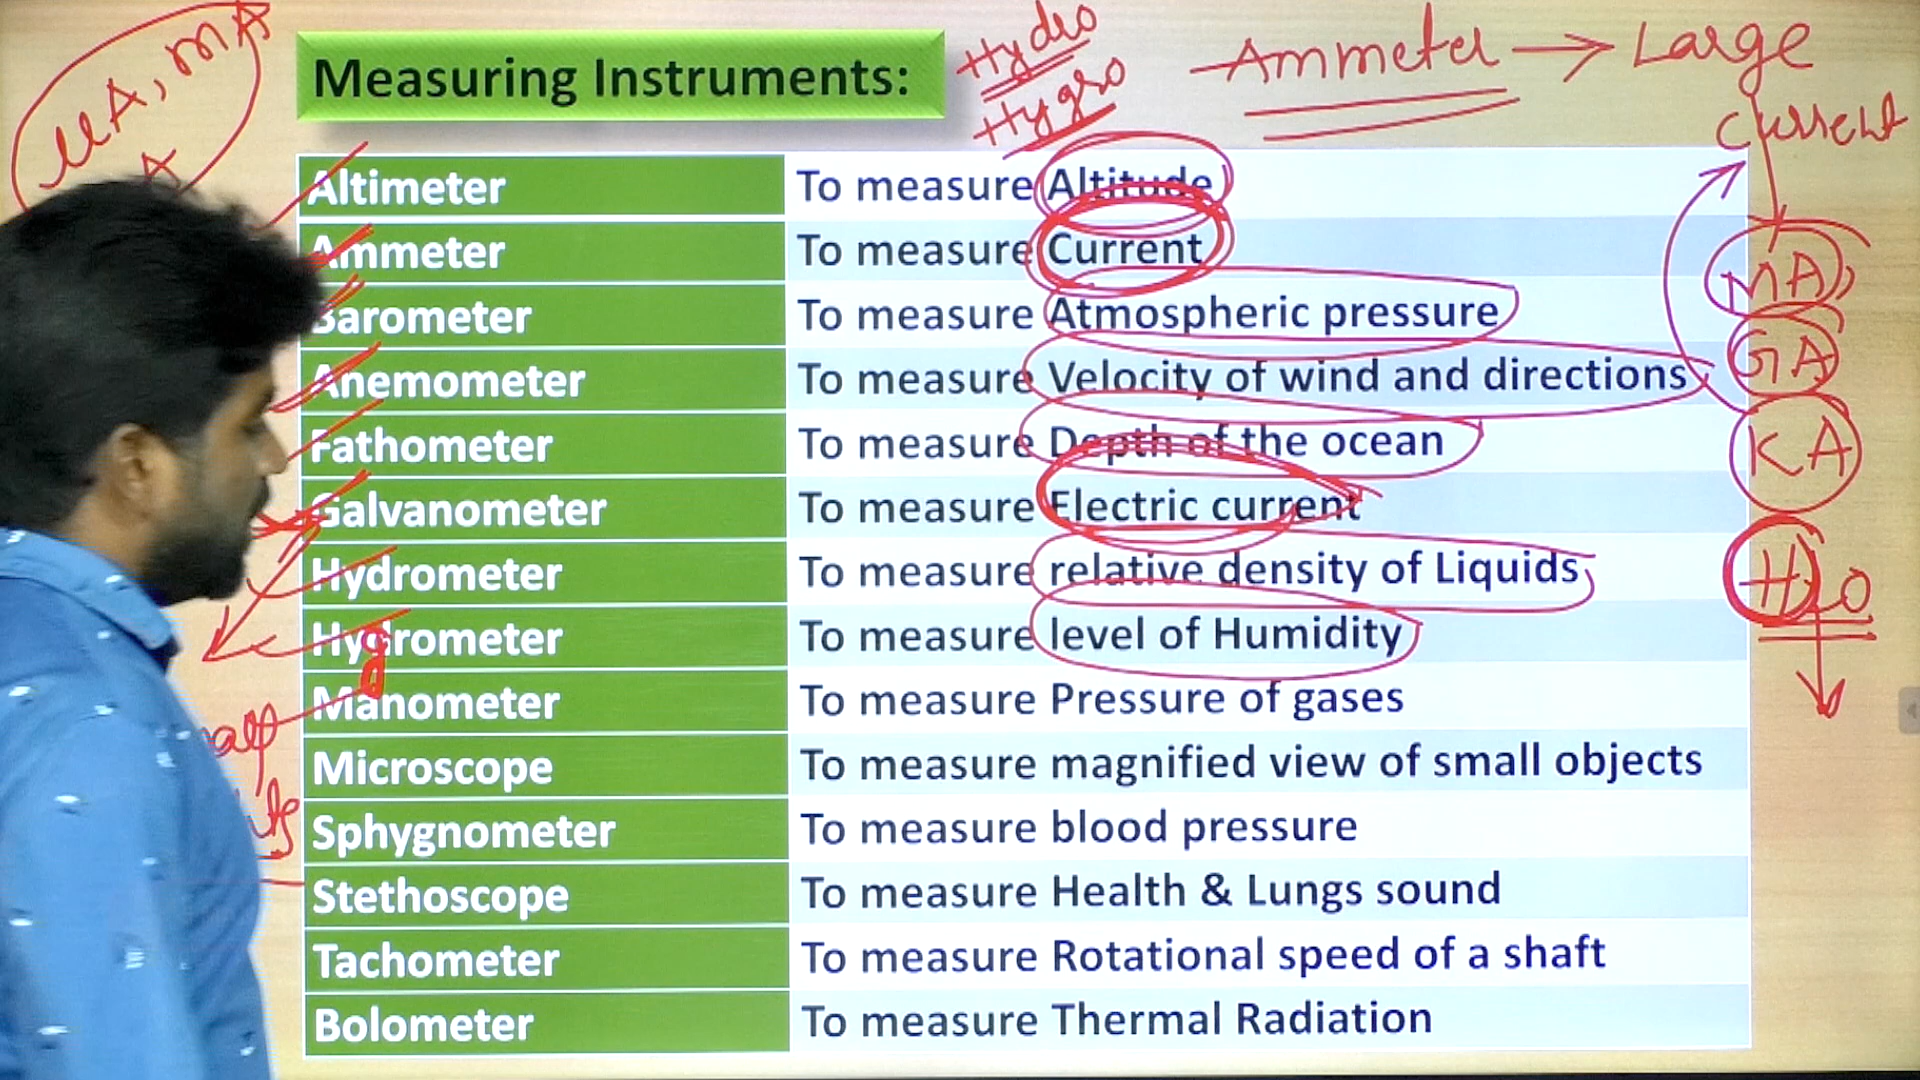 Measuring Instruments:
Hydro
Hygro
Ammeter → Large
current
μA, mA
A
Altimeter To measure Altitude
Ammeter To measure Current
MA,
Barometer To measure Atmospheric pressure
GA
Anemometer To measure Velocity of wind and directions
Fathometer To measure Depth of the ocean
KA
Galvanometer To measure Electric current
Hydrometer To measure relative density of Liquids
H2O
Hygrometer To measure level of Humidity
Manometer To measure Pressure of gases
Microscope To measure magnified view of small objects
Sphygnometer To measure blood pressure
Stethoscope To measure Health & Lungs sound
Tachometer To measure Rotational speed of a shaft
Bolometer To measure Thermal Radiation